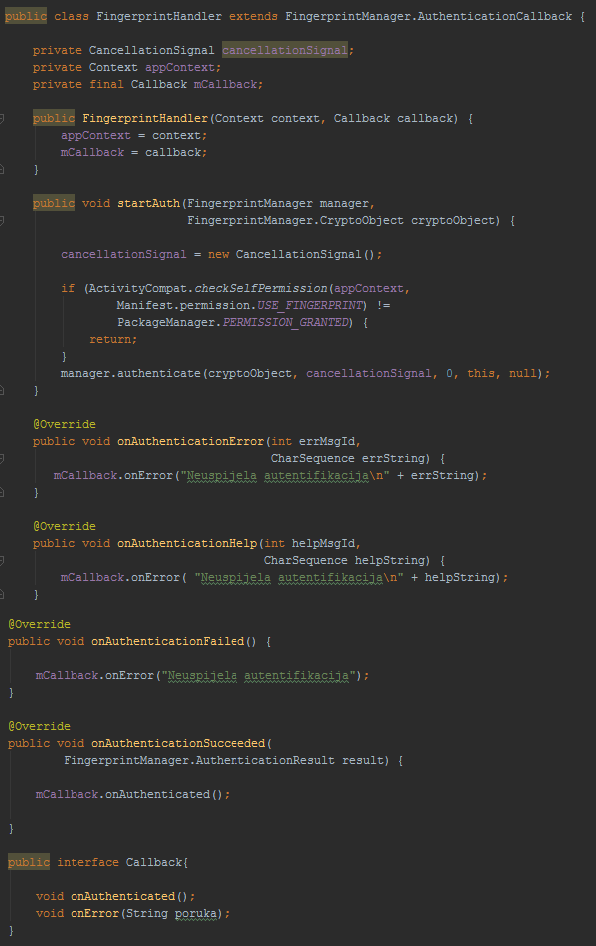 public class FingerprintHandler extends FingerprintManager.AuthenticationCallback {
private CancellationSignal cancellationSignal;
private Context appContext;
private final Callback mCallback;
public FingerprintHandler(Context context, Callback callback) {
appContext = context;
mCallback = callback;
}
public void startAuth(FingerprintManager manager,
FingerprintManager.CryptoObject cryptoObject) {
cancellationSignal = new CancellationSignal();
if (ActivityCompat.checkSelfPermission(appContext,
Manifest.permission.USE_FINGERPRINT) !=
PackageManager.PERMISSION_GRANTED) {
return;
}
manager.authenticate(cryptoObject, cancellationSignal, 0, this, null);
}
@Override
public void onAuthenticationError(int errMsgId,
CharSequence errString) {
mCallback.onError("Neuspijela autentifikacija\n" + errString);
}
@Override
public void onAuthenticationHelp(int helpMsgId,
CharSequence helpString) {
mCallback.onError( "Neuspijela autentifikacija\n" + helpString);
}
@Override
public void onAuthenticationFailed() {
mCallback.onError("Neuspijela autentifikacija");
}
@Override
public void onAuthenticationSucceeded(
FingerprintManager.AuthenticationResult result) {
mCallback.onAuthenticated();
}
public interface Callback{
void onAuthenticated();
void onError(String poruka);
}